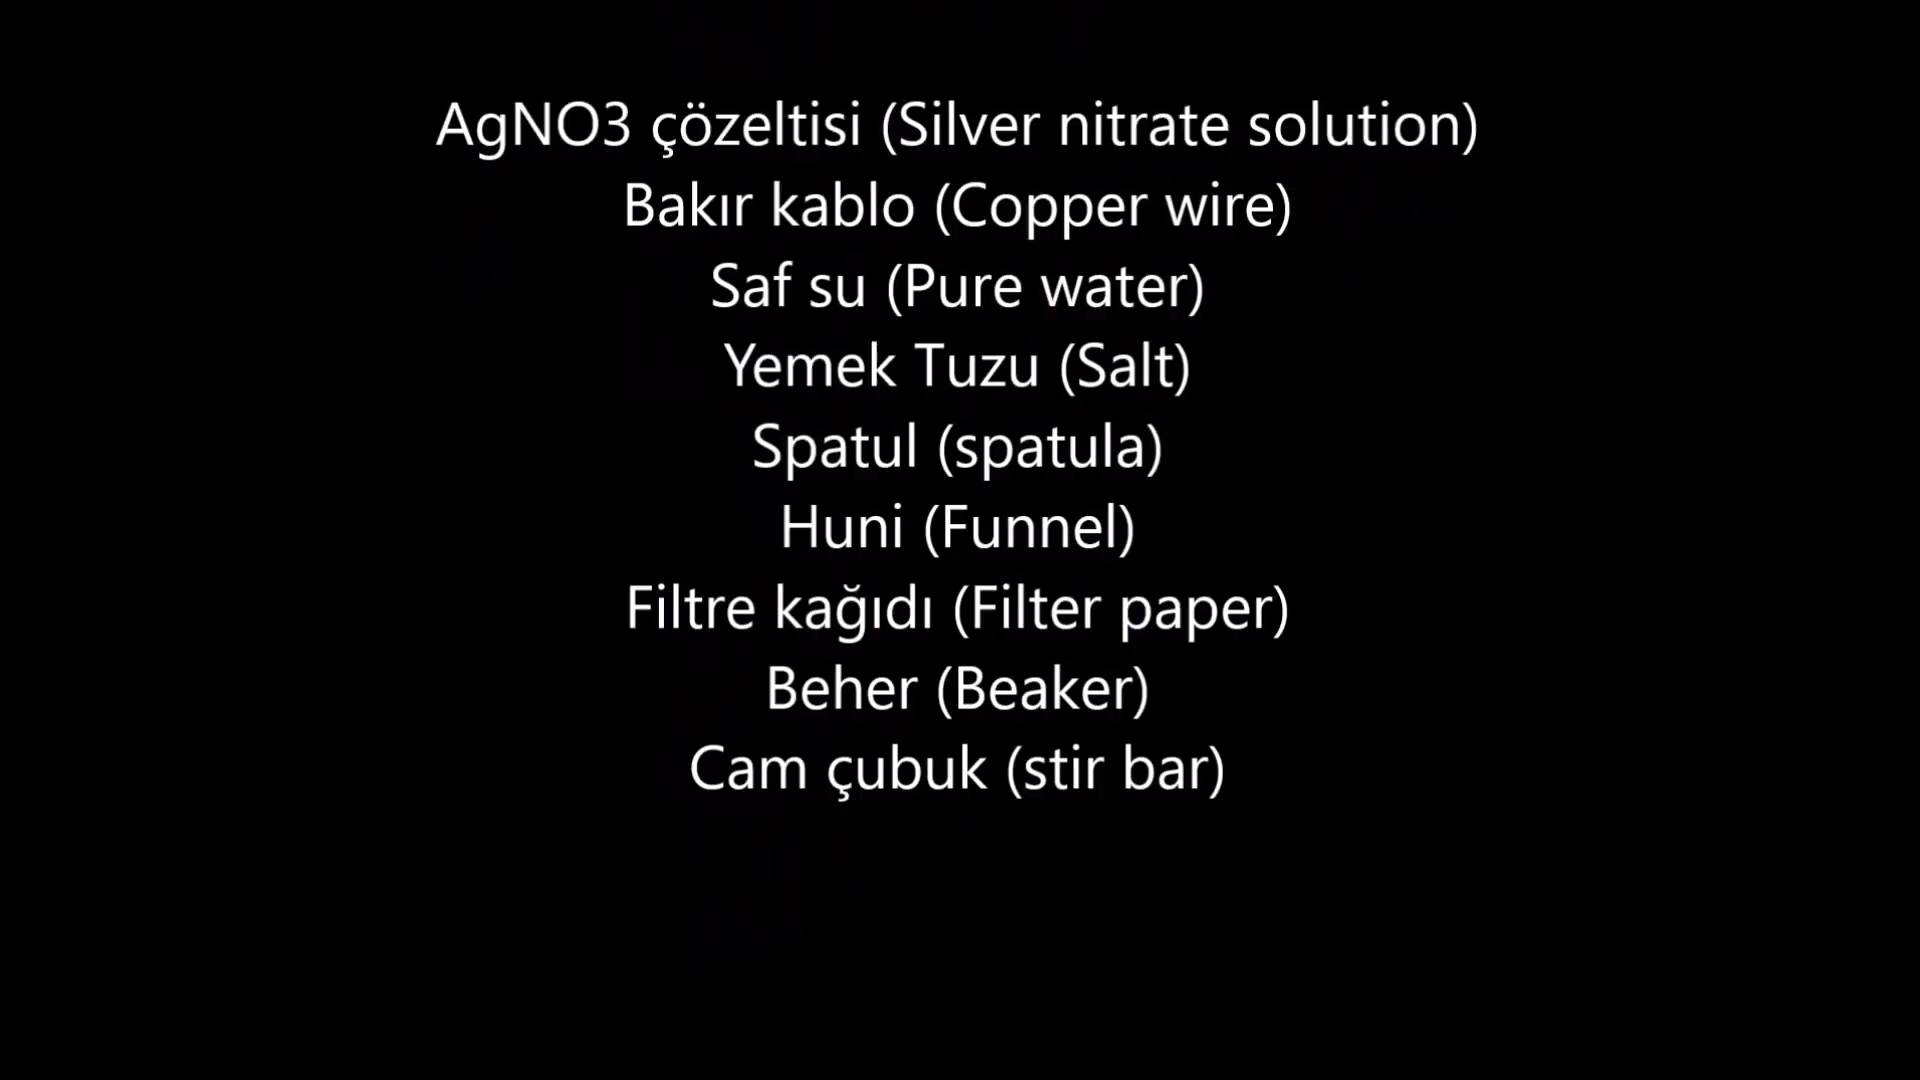 AgNO3 çözeltisi (Silver nitrate solution)
Bakır kablo (Copper wire)
Saf su (Pure water)
Yemek Tuzu (Salt)
Spatul (spatula)
Huni (Funnel)
Filtre kağıdı (Filter paper)
Beher (Beaker)
Cam çubuk (stir bar)